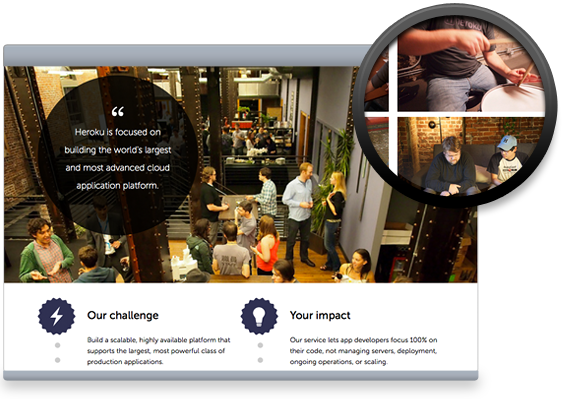 “
Heroku is focused on
building the world's largest
and most advanced cloud
application platform.
Our challenge
Build a scalable, highly available platform that
supports the largest, most powerful class of
production applications.
Your impact
Our service lets app developers focus 100% on
their code, not managing servers, deployment,
ongoing operations, or scaling.